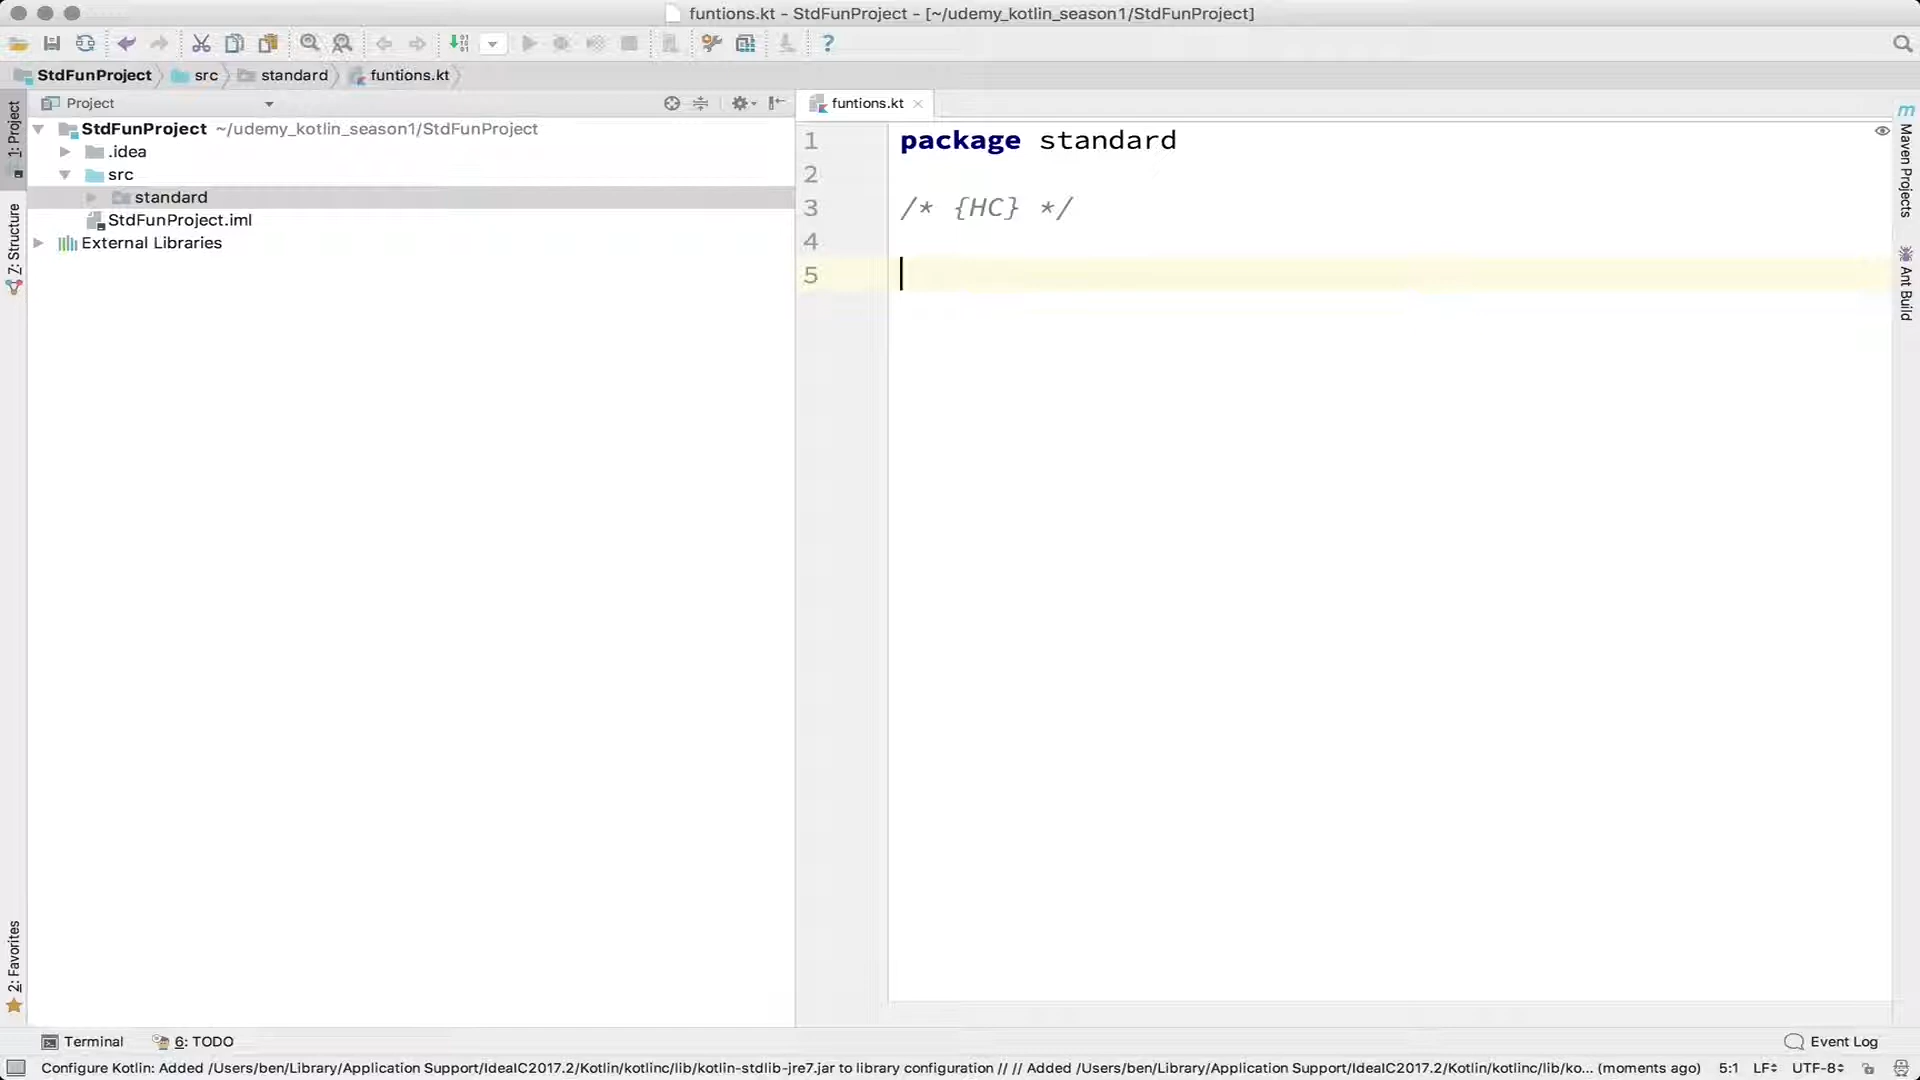 funtions.kt - StdFunProject - [~/udemy_kotlin_season1/StdFunProject]
StdFunProject src standard funtions.kt
Project
funtions.kt
1: Project
StdFunProject ~/udemy_kotlin_season1/StdFunProject
.idea
src
standard
StdFunProject.iml
External Libraries
Z: Structure
2: Favorites
1 package standard
2
3 /* {HC} */
4
5
m
Maven Projects
Ant Build
Terminal
6: TODO
Event Log
Configure Kotlin: Added /Users/ben/Library/Application Support/IdeaIC2017.2/Kotlin/kotlinc/lib/kotlin-stdlib-jre7.jar to library configuration // // Added /Users/ben/Library/Application Support/IdeaIC2017.2/Kotlin/kotlinc/lib/ko... (moments ago) 5:1 LF UTF-8